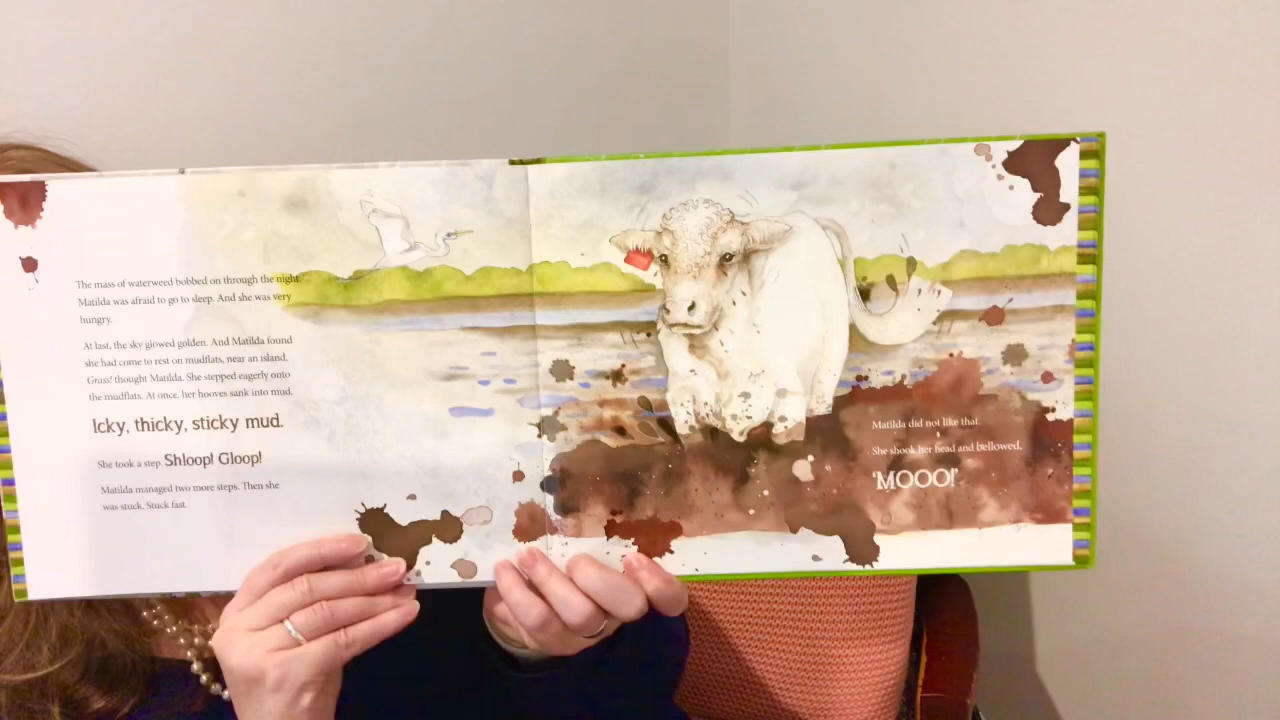 The mass of waterweed bobbed on through the night
Matilda was afraid to go to sleep. And she was very
hungry.
At last, the sky glowed golden. And Matilda found
she had come to rest on mudflats, near an island.
Grass! thought Matilda. She stepped eagerly onto
the mudflats. At once, her hooves sank into mud.
Icky, thicky, sticky mud.
She took a step. Shloop! Gloop!
Matilda managed two more steps. Then she
was stuck. Stuck fast.
Matilda did not like that.
She shook her head and bellowed,
'MOOO!'